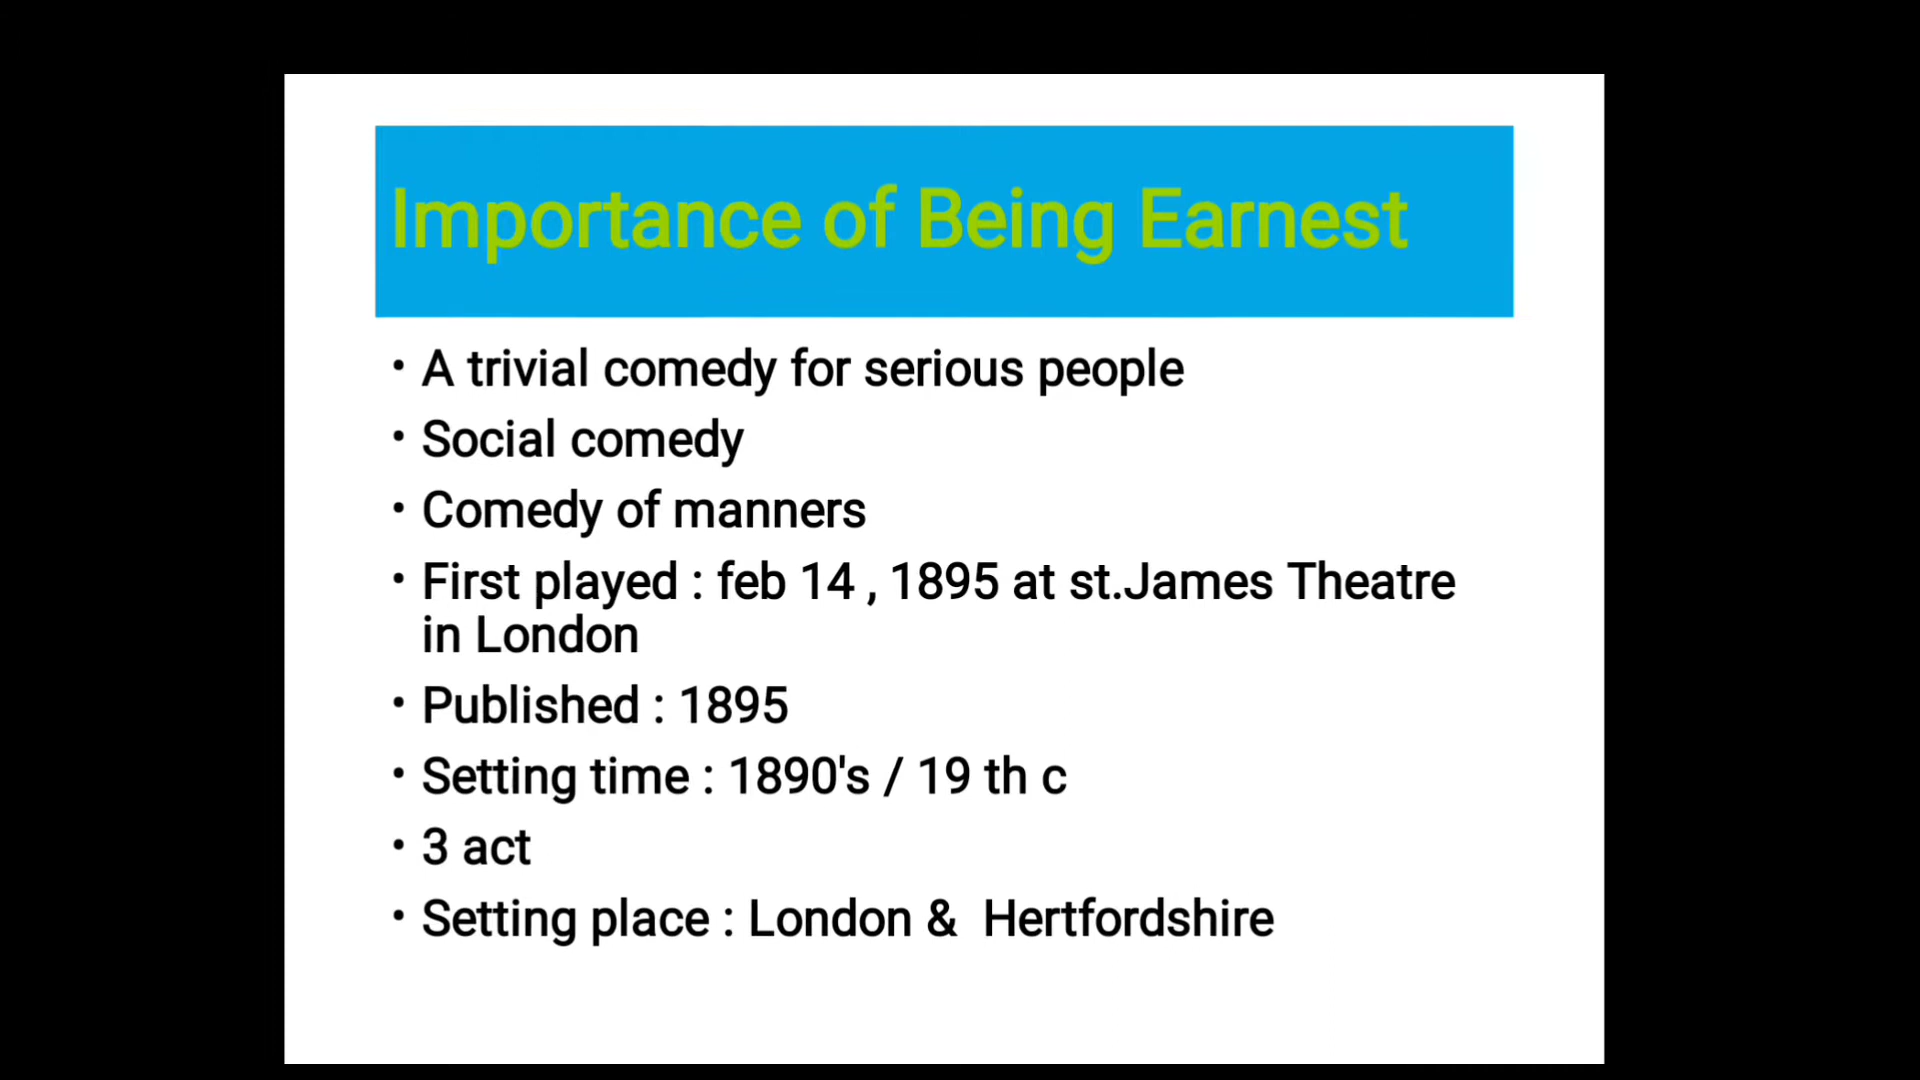 Importance of Being Earnest
• A trivial comedy for serious people
• Social comedy
• Comedy of manners
• First played : feb 14 , 1895 at st.James Theatre
in London
• Published : 1895
• Setting time : 1890's / 19 th c
• 3 act
• Setting place : London &  Hertfordshire